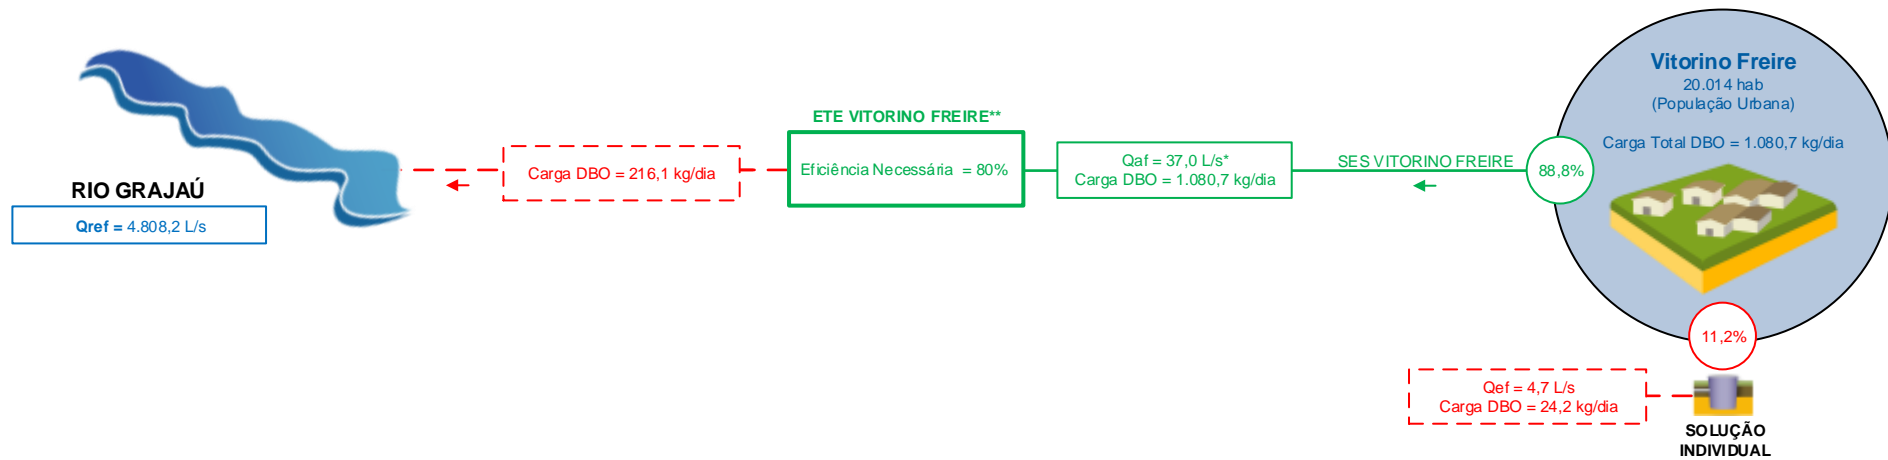 RIO GRAJAÚ
Qref = 4.808,2 L/s
Carga DBO = 216,1 kg/dia
ETE VITORINO FREIRE**
Eficiência Necessária = 80%
Qaf = 37,0 L/s*
Carga DBO = 1.080,7 kg/dia
SES VITORINO FREIRE
88,8%
Vitorino Freire
20.014 hab
(População Urbana)
Carga Total DBO = 1.080,7 kg/dia
11,2%
Qef = 4,7 L/s
Carga DBO = 24,2 kg/dia
SOLUÇÃO
INDIVIDUAL